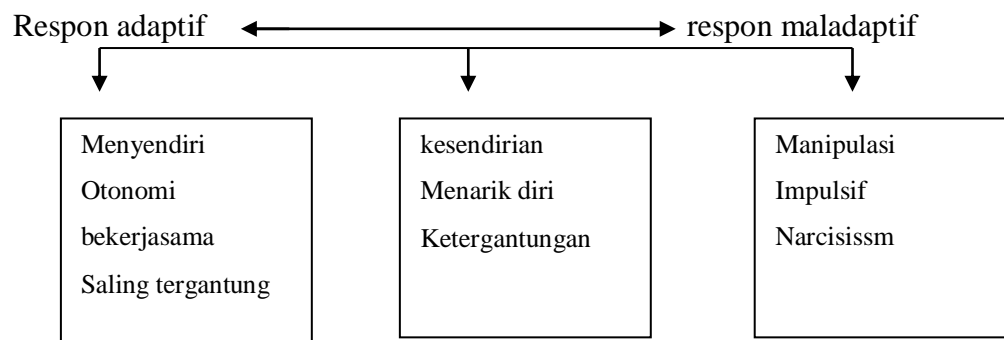 Respon adaptif
respon maladaptif
Menyendiri
Otonomi
bekerjasama
Saling tergantung
kesendirian
Menarik diri
Ketergantungan
Manipulasi
Impulsif
Narcisissm